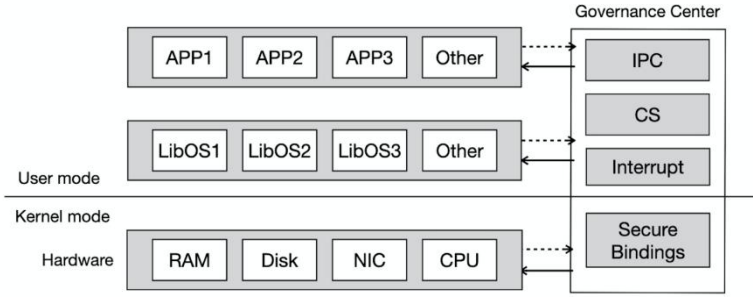 Governance Center
APP1 APP2 APP3 Other
IPC
CS
LibOS1 LibOS2 LibOS3 Other
Interrupt
User mode
Kernel mode
Secure
Bindings
Hardware
RAM Disk NIC CPU